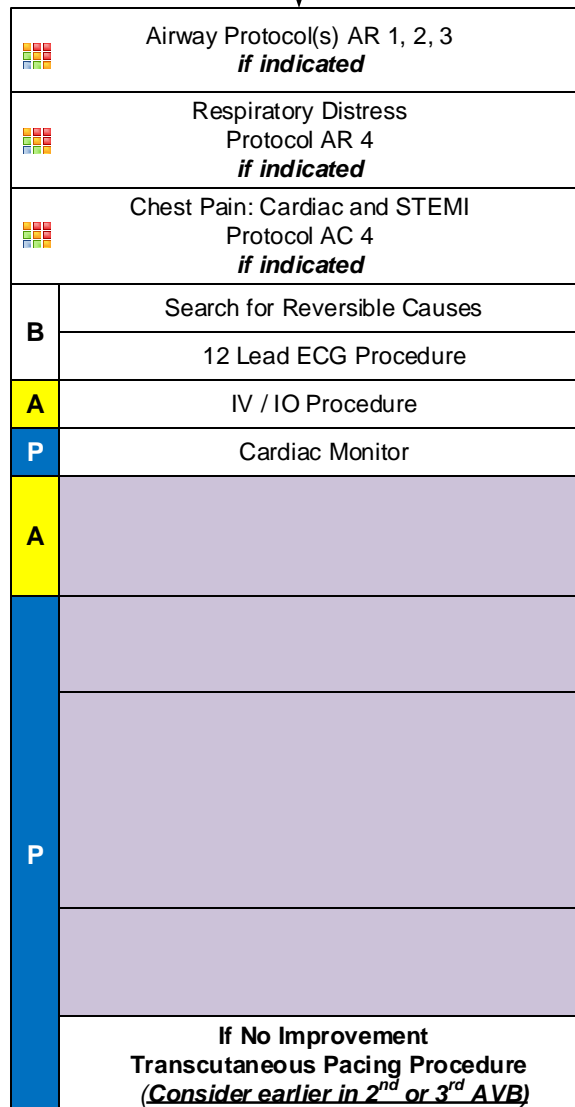 Airway Protocol(s) AR 1, 2, 3
if indicated
Respiratory Distress
Protocol AR 4
if indicated
Chest Pain: Cardiac and STEMI
Protocol AC 4
if indicated
B
Search for Reversible Causes
12 Lead ECG Procedure
A
IV / IO Procedure
P
Cardiac Monitor
A
P
If No Improvement
Transcutaneous Pacing Procedure
(Consider earlier in 2nd or 3rd AVB)